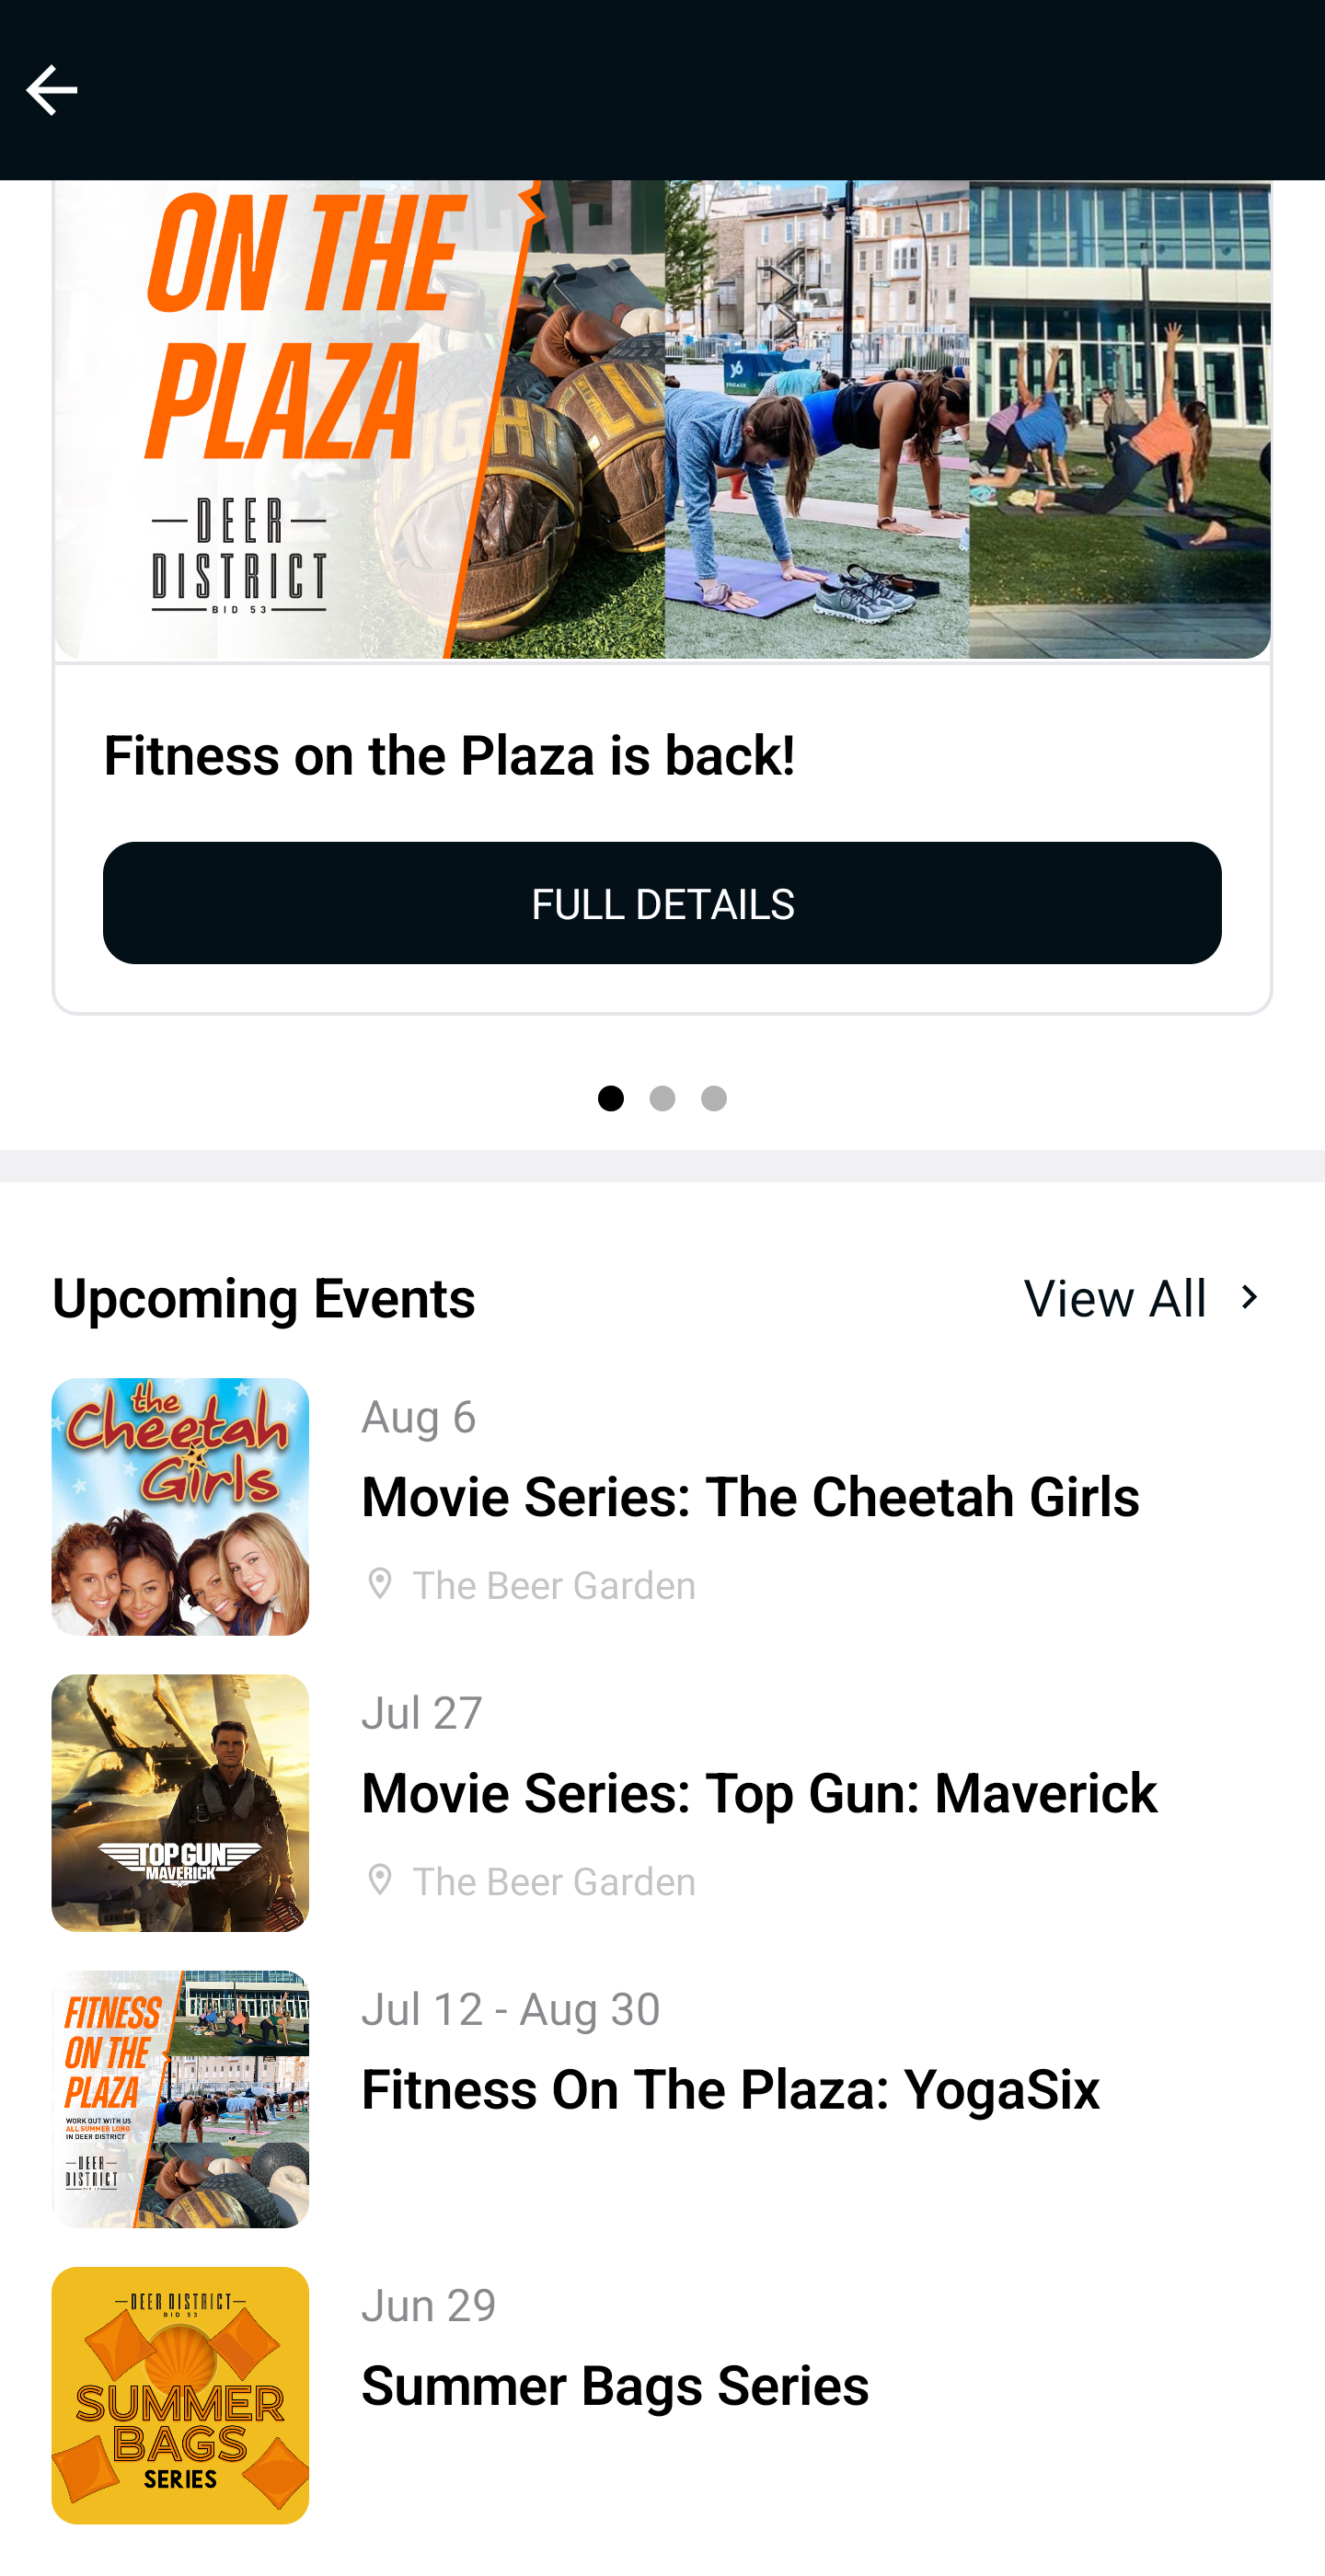 ON THE
PLAZA
DEER
DISTRICT
BID 53
YOGASIX
Fitness on the Plaza is back!
FULL DETAILS
Upcoming Events
View All
the
Cheetah
Girls
Aug 6
Movie Series: The Cheetah Girls
The Beer Garden
TOP GUN
MAVERICK
Jul 27
Movie Series: Top Gun: Maverick
The Beer Garden
FITNESS
ON THE
PLAZA
WORK OUT WITH US
ALL SUMMER LONG
IN DEER DISTRICT
DEER
DISTRICT
Jul 12 - Aug 30
Fitness On The Plaza: YogaSix
DEER DISTRICT
BID 53
SUMMER
BAGS
SERIES
Jun 29
Summer Bags Series